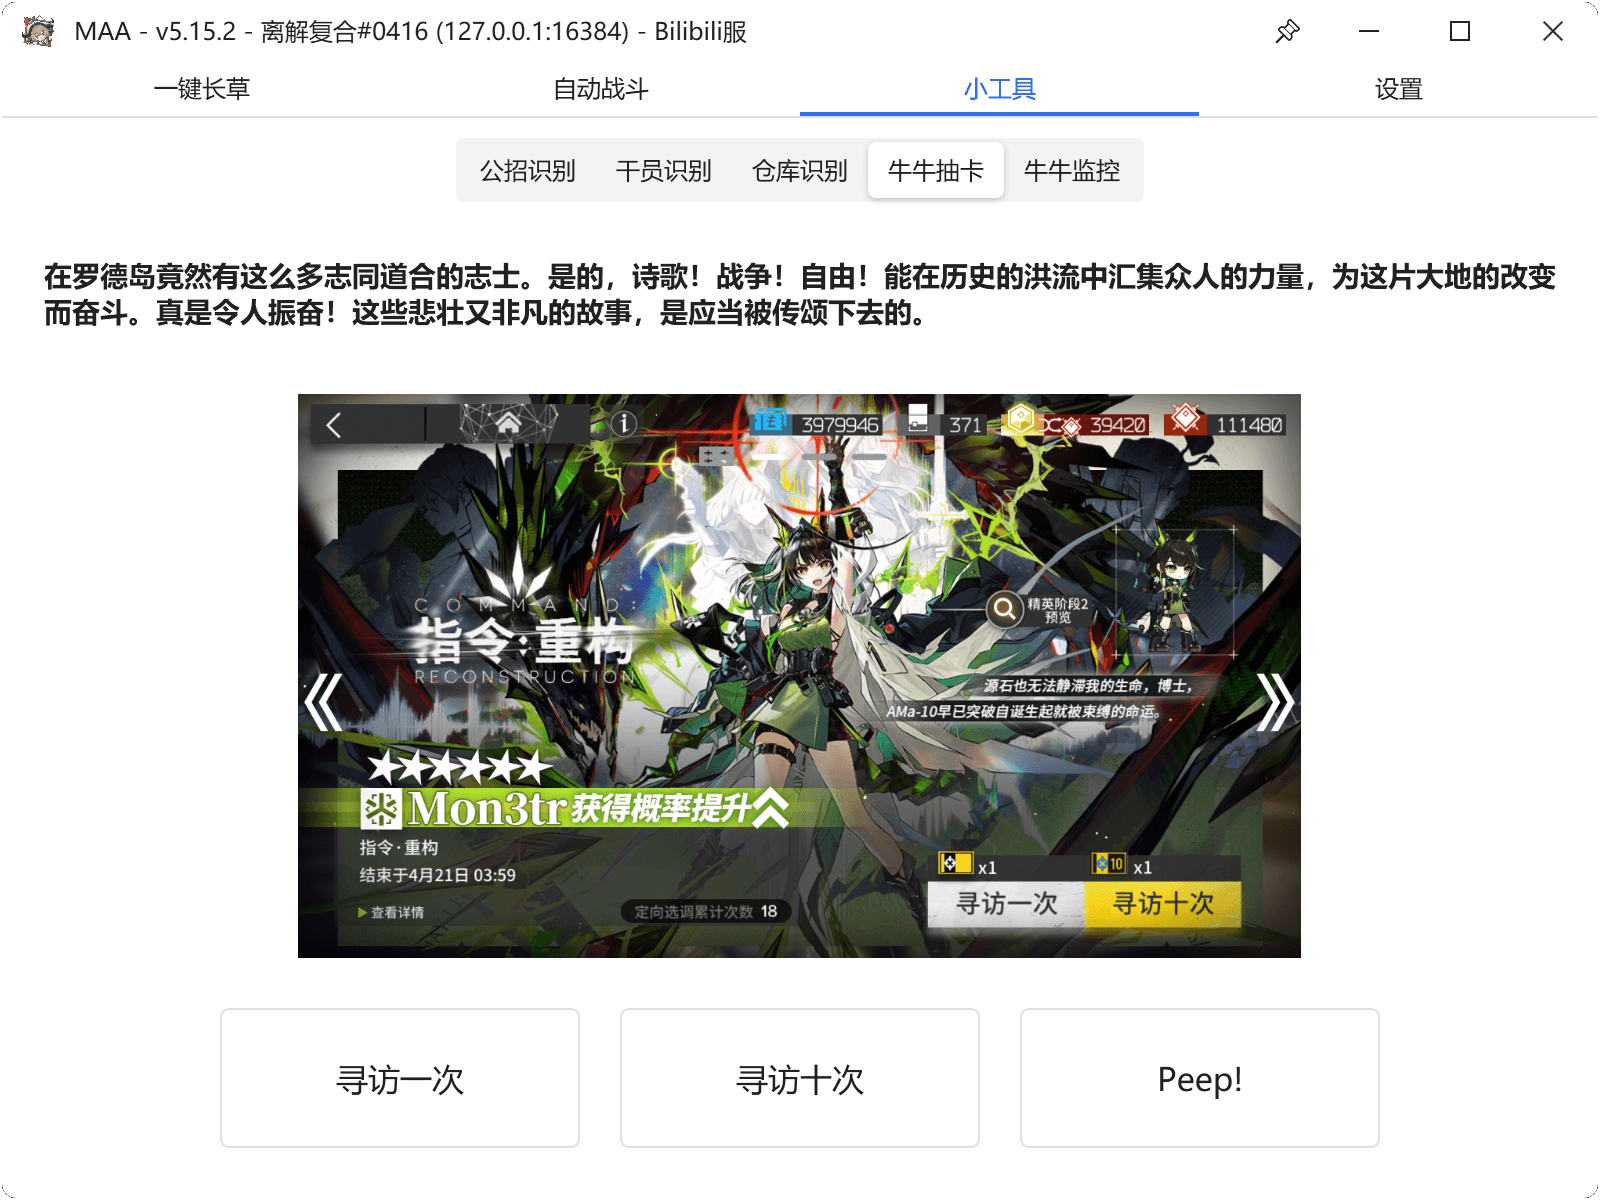 MAA - v5.15.2 - 离解复合#0416 (127.0.0.1:16384) - Bilibili服
一键长草
自动战斗
小工具
设置
公招识别
干员识别
仓库识别
牛牛抽卡
牛牛监控
在罗德岛竟然有这么多志同道合的志士。是的，诗歌！战争！自由！能在历史的洪流中汇集众人的力量，为这片大地的改变
而奋斗。真是令人振奋！这些悲壮又非凡的故事，是应当被传颂下去的。
3979946
371
39420
111480
COMMAND:
指令:重构
RECONSTRUCTION
精英阶段2
预览
源石也无法静滞我的生命，博士，
AMa-10早已突破自诞生起就被束缚的命运。
Mon3tr 获得概率提升
指令·重构
结束于4月21日 03:59
查看详情
定向选调累计次数 18
x1
10 x1
寻访一次
寻访十次
寻访一次
寻访十次
Peep!